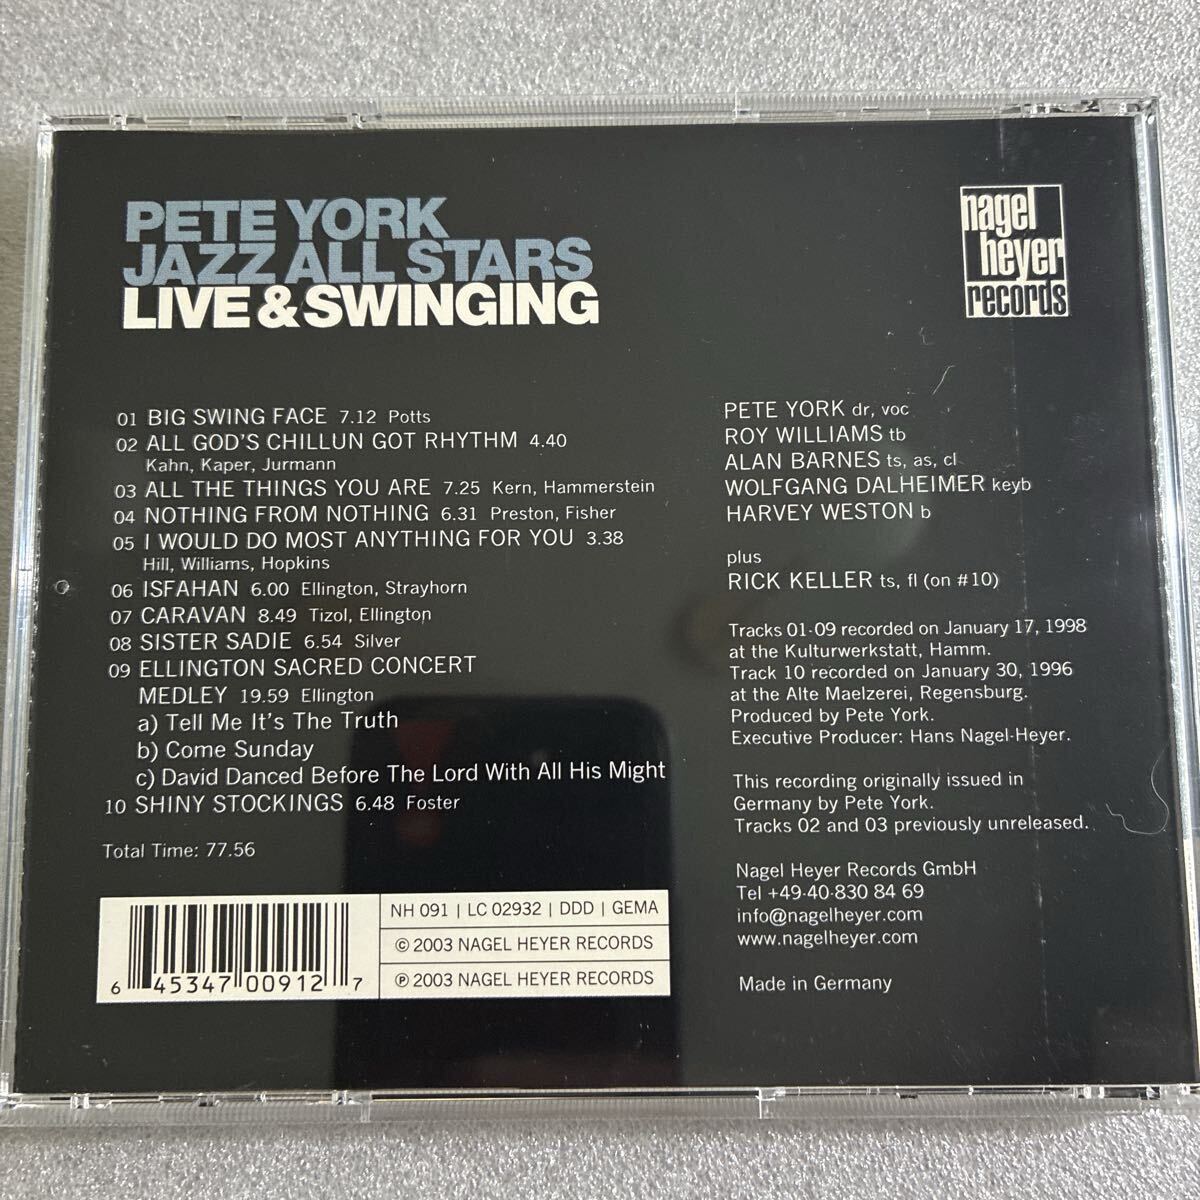 PETE YORK
JAZZ ALL STARS
LIVE & SWINGING
nagel
heyer
records
01 BIG SWING FACE 7.12 Potts
02 ALL GOD'S CHILLUN GOT RHYTHM 4.40
Kahn, Kaper, Jurmann
03 ALL THE THINGS YOU ARE 7.25 Kern, Hammerstein
04 NOTHING FROM NOTHING 6.31 Preston, Fisher
05 I WOULD DO MOST ANYTHING FOR YOU 3.38
Hill, Williams, Hopkins
06 ISFAHAN 6.00 Ellington, Strayhorn
07 CARAVAN 8.49 Tizol, Ellington
08 SISTER SADIE 6.54 Silver
09 ELLINGTON SACRED CONCERT
MEDLEY 19.59 Ellington
a) Tell Me It's The Truth
b) Come Sunday
c) David Danced Before The Lord With All His Might
10 SHINY STOCKINGS 6.48 Foster
Total Time: 77.56
6 45347 00912 7
NH 091 | LC 02932 | DDD | GEMA
© 2003 NAGEL HEYER RECORDS
℗ 2003 NAGEL HEYER RECORDS
PETE YORK dr, voc
ROY WILLIAMS tb
ALAN BARNES ts, as, cl
WOLFGANG DALHEIMER keyb
HARVEY WESTON b
plus
RICK KELLER ts, fl (on #10)
Tracks 01-09 recorded on January 17, 1998
at the Kulturwerkstatt, Hamm.
Track 10 recorded on January 30, 1996
at the Alte Maelzerei, Regensburg.
Produced by Pete York.
Executive Producer: Hans Nagel-Heyer.
This recording originally issued in
Germany by Pete York.
Tracks 02 and 03 previously unreleased.
Nagel Heyer Records GmbH
Tel +49-40-830 84 69
info@nagelheyer.com
www.nagelheyer.com
Made in Germany